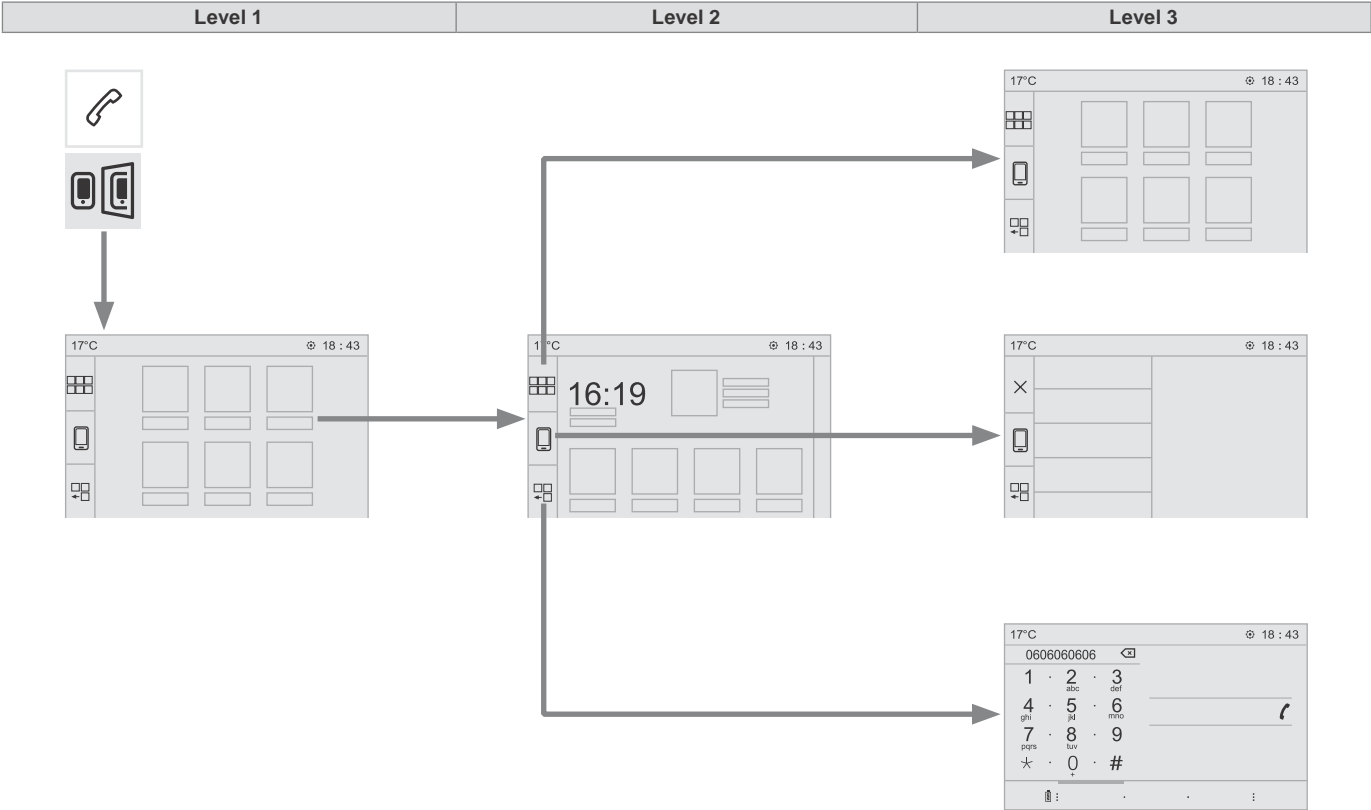 Level 1 Level 2 Level 3
17°C 18 : 43
17°C 18 : 43
17°C 18 : 43
17°C 18 : 43
16:19
17°C 18 : 43
0606060606
1 · 2 · 3
abc def
4 · 5 · 6
ghi jkl mno
7 · 8 · 9
pqrs tuv
* · 0 · #
+